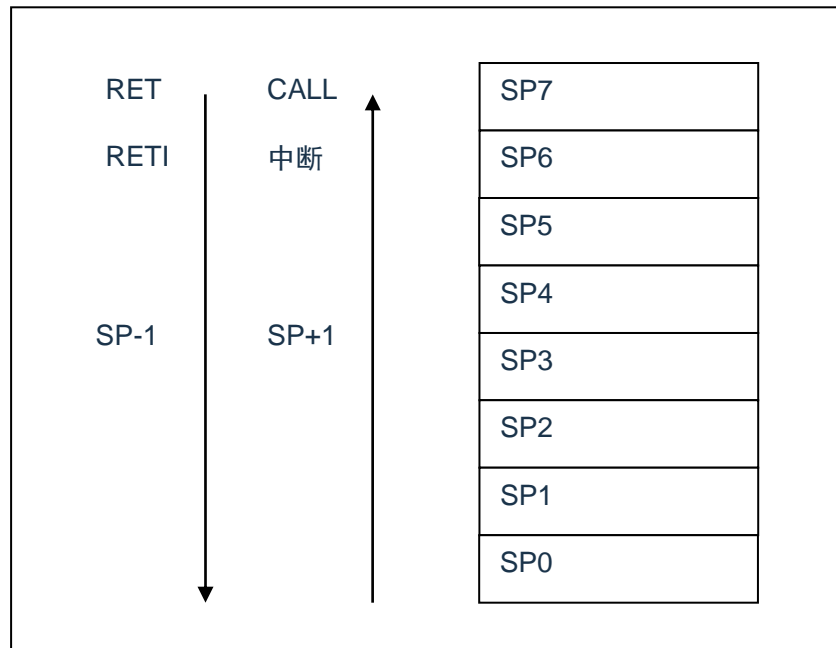 RET CALL SP7
RETI 中断 SP6
SP5
SP4
SP-1 SP+1
SP3
SP2
SP1
SP0